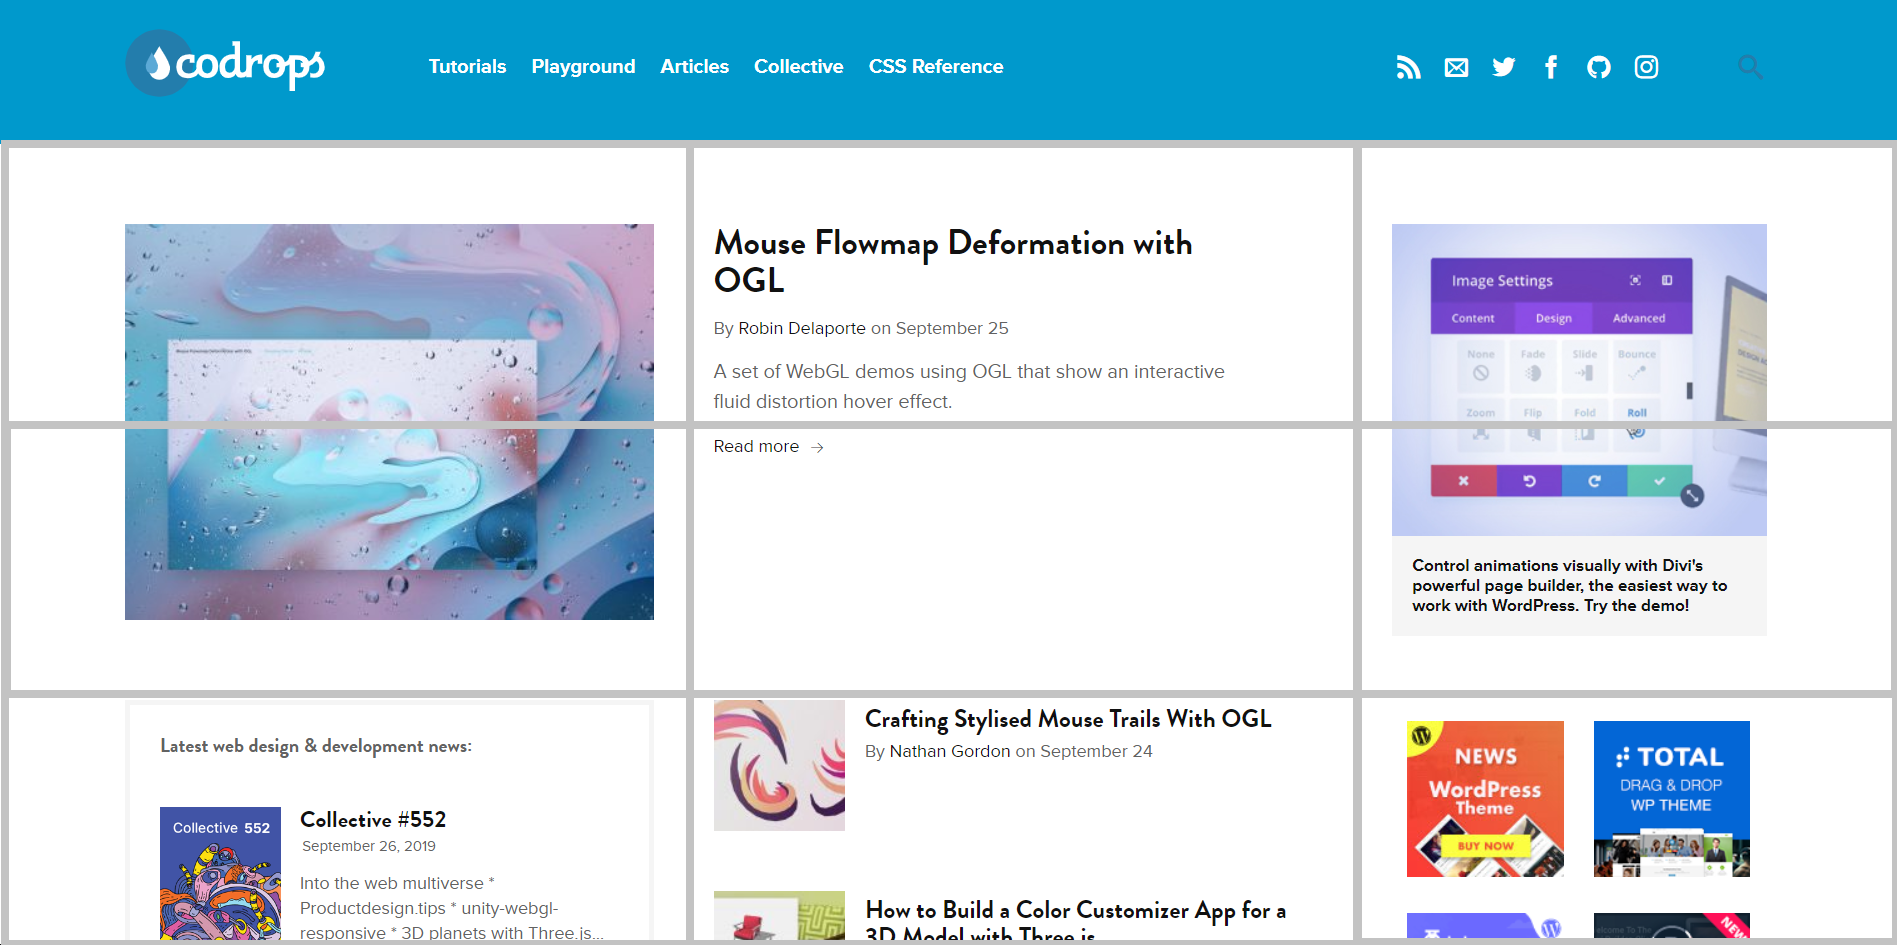 codrops
Tutorials Playground Articles Collective CSS Reference
Mouse Flowmap Deformation with OGL
Mouse Flowmap Deformation with
OGL
By Robin Delaporte on September 25
A set of WebGL demos using OGL that show an interactive
fluid distortion hover effect.
Read more →
Image Settings
Content Design Advanced
None Fade Slide Bounce
Zoom Flip Fold Roll
DESIGN
Control animations visually with Divi's
powerful page builder, the easiest way to
work with WordPress. Try the demo!
Latest web design & development news:
Collective 552
Collective #552
September 26, 2019
Into the web multiverse *
Productdesign.tips * unity-webgl-
responsive * 3D planets with Three.js...
Crafting Stylised Mouse Trails With OGL
By Nathan Gordon on September 24
How to Build a Color Customizer App for a
3D Model with Three.js
NEWS
WordPress
Theme
BUY NOW
TOTAL
DRAG & DROP
WP THEME
NEW